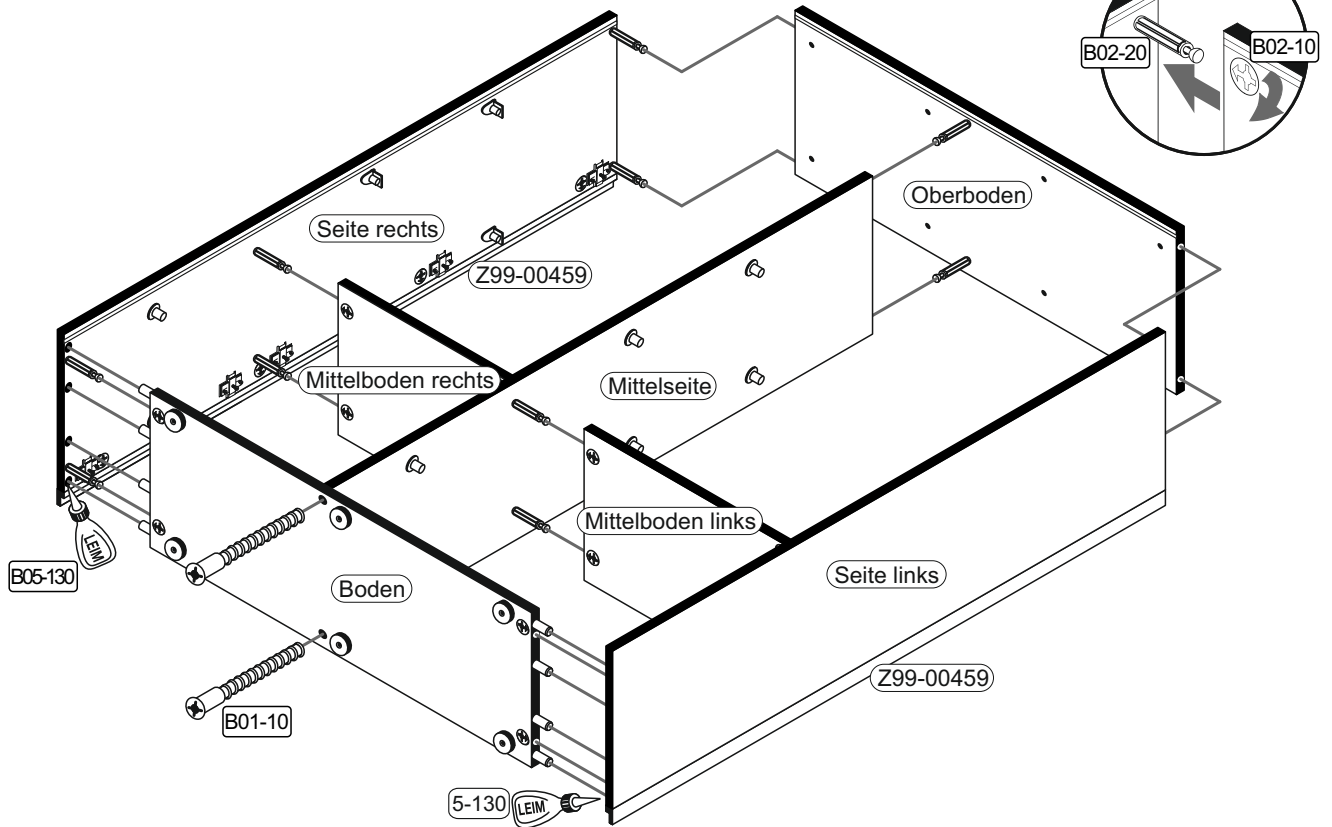 B02-20
B02-10
Oberboden
Seite rechts
Z99-00459
Mittelboden rechts
Mittelseite
Mittelboden links
Seite links
LEIM
B05-130
Boden
Z99-00459
B01-10
5-130
LEIM